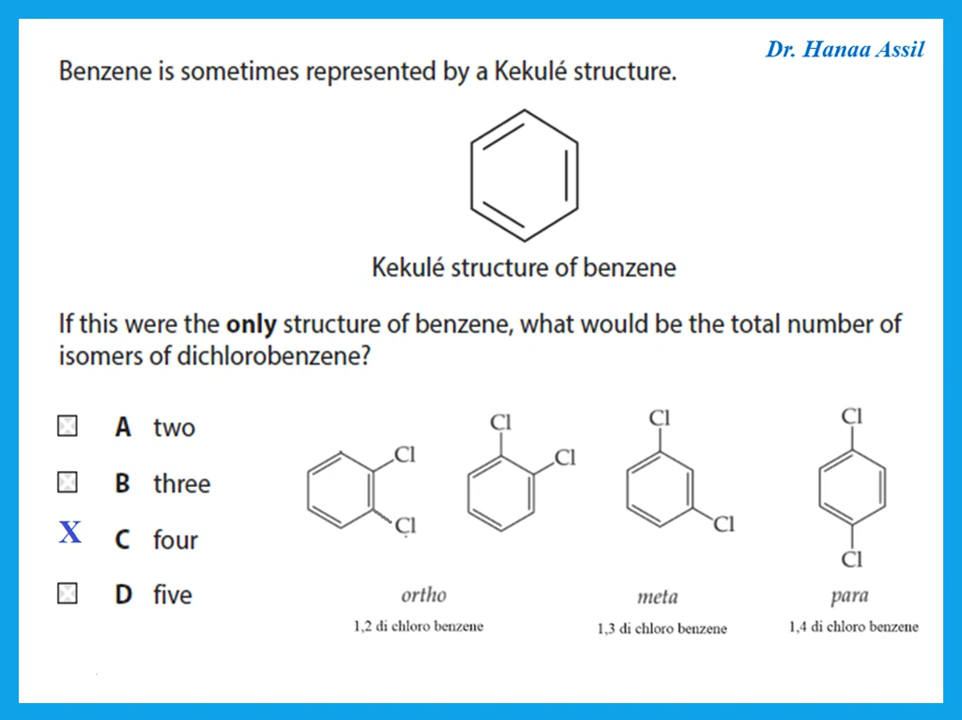 Dr. Hanaa Assil
Benzene is sometimes represented by a Kekulé structure.
Kekulé structure of benzene
If this were the only structure of benzene, what would be the total number of
isomers of dichlorobenzene?
A two
B three
X C four
D five
Cl
Cl
Cl
Cl
Cl
Cl
Cl
Cl
ortho
meta
para
1,2 di chloro benzene
1,3 di chloro benzene
1,4 di chloro benzene